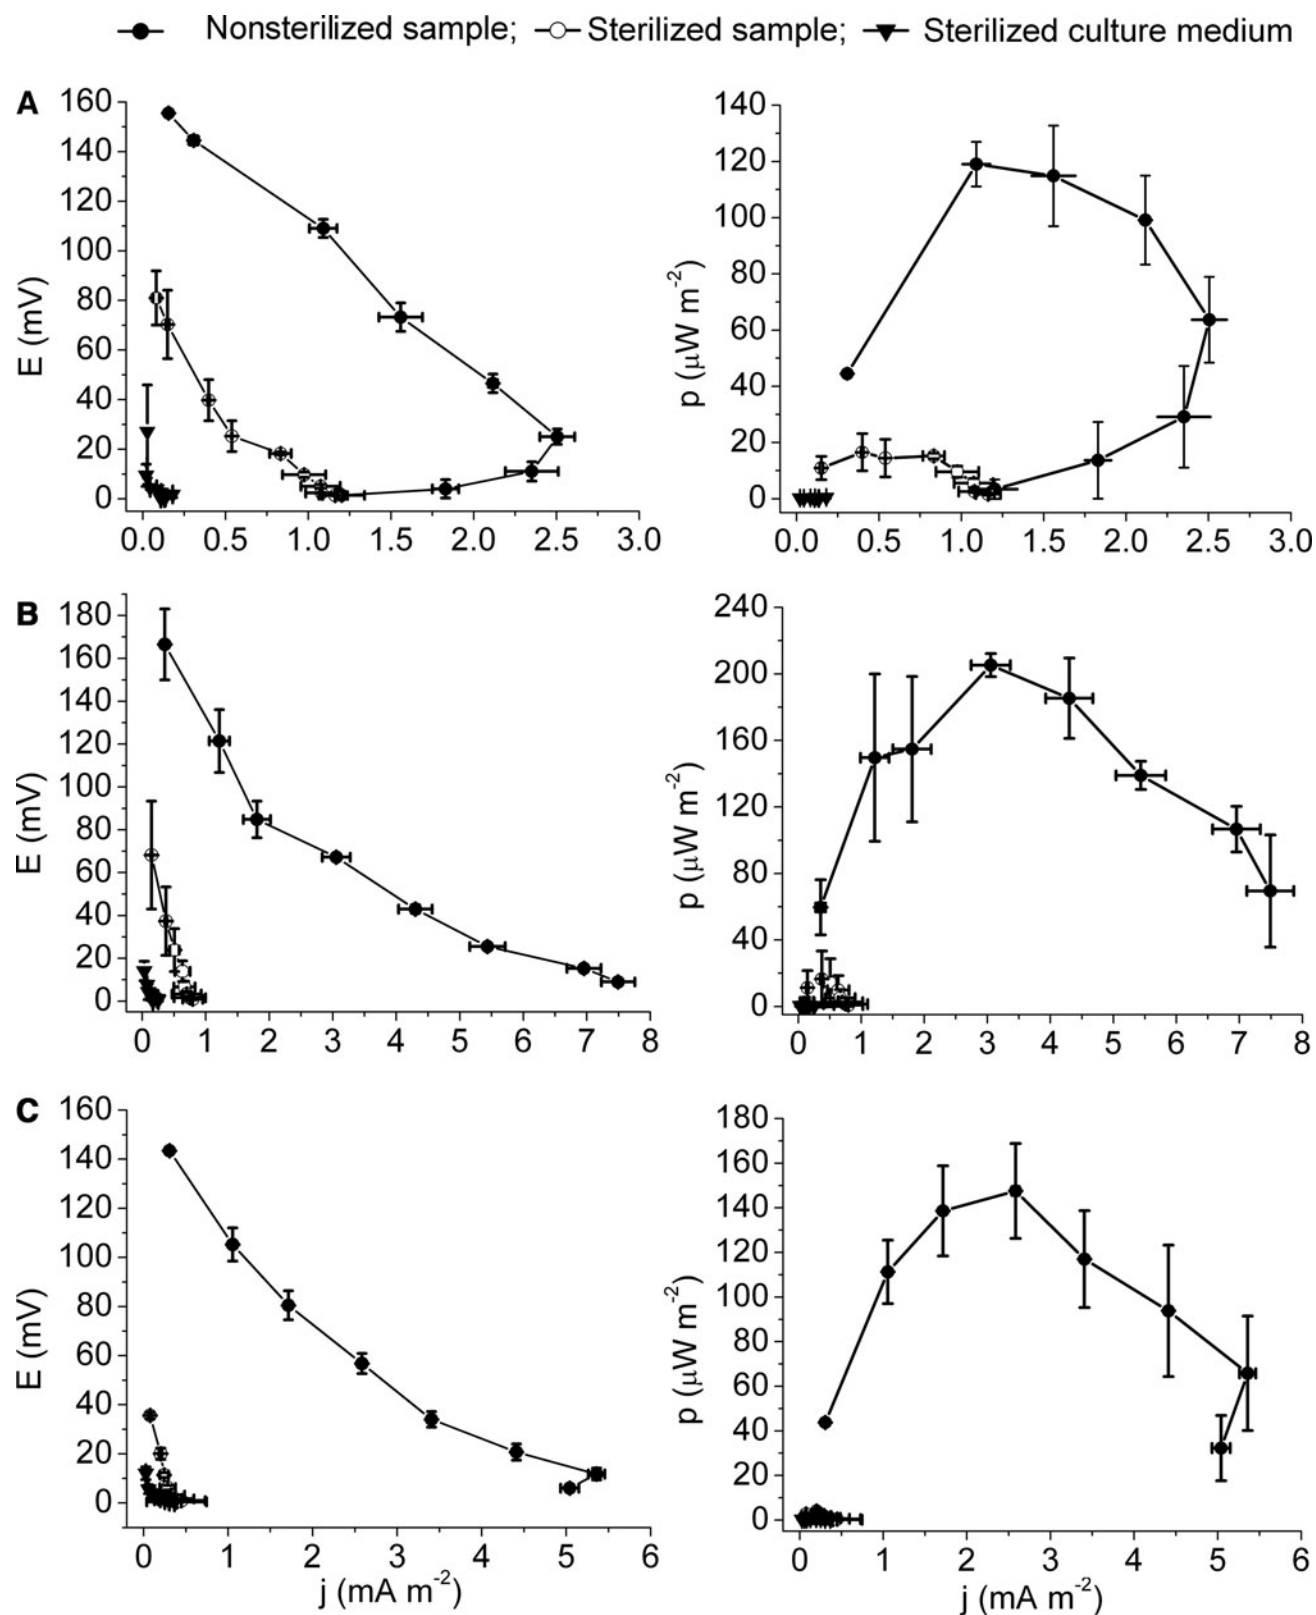 Nonsterilized sample; Sterilized sample; Sterilized culture medium
A
160
140
120
100
80
60
40
20
0
E (mV)
0.0 0.5 1.0 1.5 2.0 2.5 3.0
140
120
100
80
60
40
20
0
p (μW m-2)
0.0 0.5 1.0 1.5 2.0 2.5 3.0
B
180
160
140
120
100
80
60
40
20
0
E (mV)
0 1 2 3 4 5 6 7 8
240
200
160
120
80
40
0
p (μW m-2)
0 1 2 3 4 5 6 7 8
C
160
140
120
100
80
60
40
20
0
E (mV)
0 1 2 3 4 5 6
j (mA m-2)
180
160
140
120
100
80
60
40
20
0
p (μW m-2)
0 1 2 3 4 5 6
j (mA m-2)